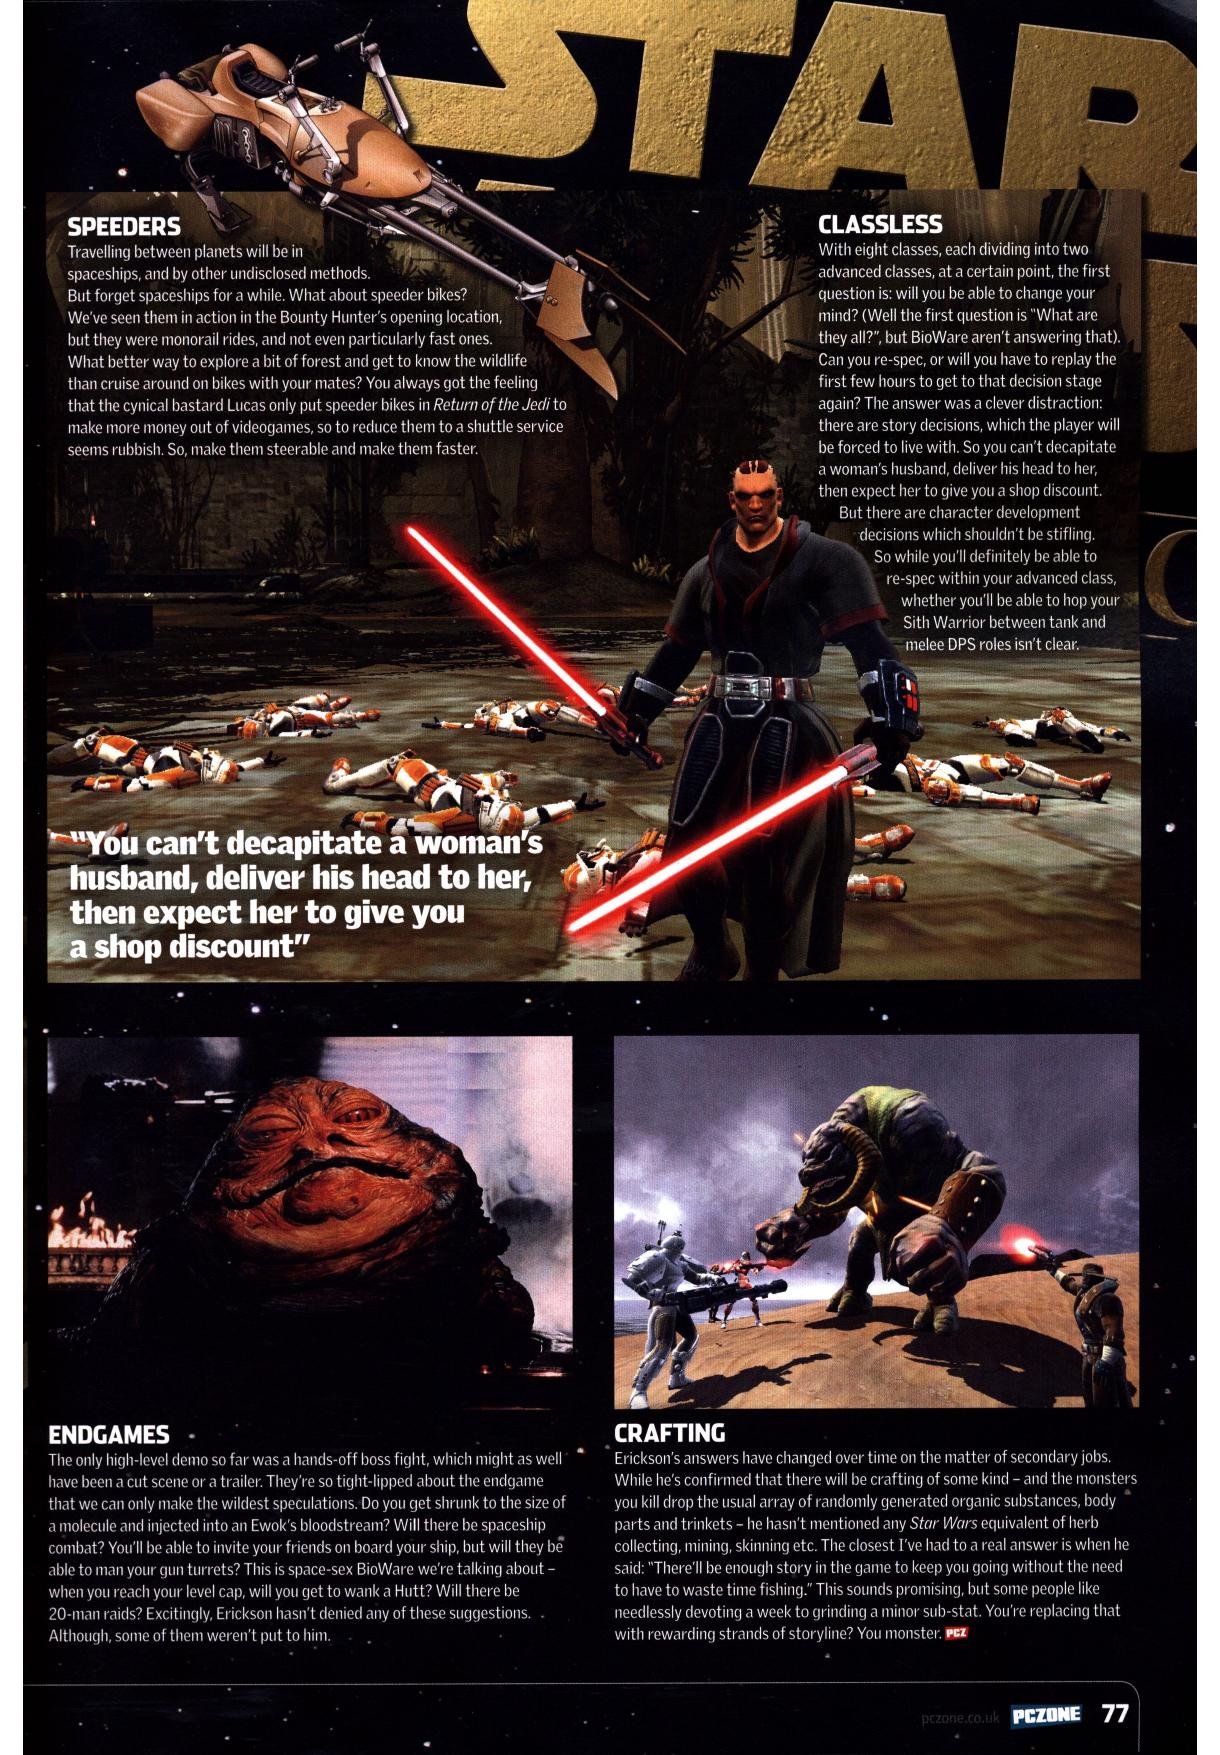 STAR
SPEEDERS
Travelling between planets will be in
spaceships, and by other undisclosed methods.
But forget spaceships for a while. What about speeder bikes?
We've seen them in action in the Bounty Hunter's opening location,
but they were monorail rides, and not even particularly fast ones.
What better way to explore a bit of forest and get to know the wildlife
than cruise around on bikes with your mates? You always got the feeling
that the cynical bastard Lucas only put speeder bikes in Return of the Jedi to
make more money out of videogames, so to reduce them to a shuttle service
seems rubbish. So, make them steerable and make them faster.
CLASSLESS
With eight classes, each dividing into two
advanced classes, at a certain point, the first
question is: will you be able to change your
mind? (Well the first question is "What are
they all?", but BioWare aren't answering that).
Can you re-spec, or will you have to replay the
first few hours to get to that decision stage
again? The answer was a clever distraction:
there are story decisions, which the player will
be forced to live with. So you can't decapitate
a woman's husband, deliver his head to her,
then expect her to give you a shop discount.
But there are character development
decisions which shouldn't be stifling.
So while you'll definitely be able to
re-spec within your advanced class,
whether you'll be able to hop your
Sith Warrior between tank and
melee DPS roles isn't clear.
"You can't decapitate a woman's
husband, deliver his head to her,
then expect her to give you
a shop discount"
ENDGAMES
The only high-level demo so far was a hands-off boss fight, which might as well
have been a cut scene or a trailer. They're so tight-lipped about the endgame
that we can only make the wildest speculations. Do you get shrunk to the size of
a molecule and injected into an Ewok's bloodstream? Will there be spaceship
combat? You'll be able to invite your friends on board your ship, but will they be
able to man your gun turrets? This is space-sex BioWare we're talking about –
when you reach your level cap, will you get to wank a Hutt? Will there be
20-man raids? Excitingly, Erickson hasn't denied any of these suggestions.
Although, some of them weren't put to him.
CRAFTING
Erickson's answers have changed over time on the matter of secondary jobs.
While he's confirmed that there will be crafting of some kind – and the monsters
you kill drop the usual array of randomly generated organic substances, body
parts and trinkets – he hasn't mentioned any Star Wars equivalent of herb
collecting, mining, skinning etc. The closest I've had to a real answer is when he
said: "There'll be enough story in the game to keep you going without the need
to have to waste time fishing." This sounds promising, but some people like
needlessly devoting a week to grinding a minor sub-stat. You're replacing that
with rewarding strands of storyline? You monster. PCZ
pczone.co.uk PCZONE 77